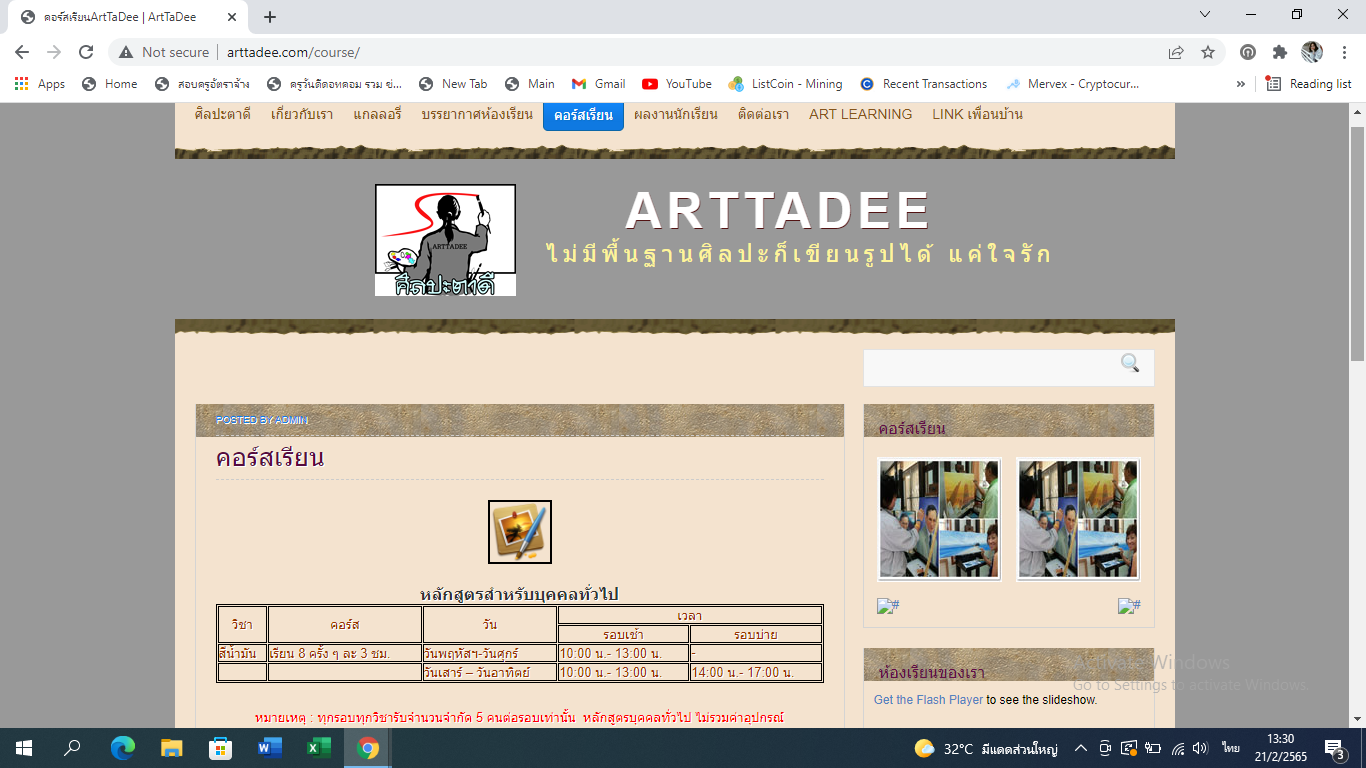 คอร์สเรียนArtTaDee | ArtTaDee
Not secure
arttadee.com/course/
Apps Home สอบครูอัตราจ้าง ครูวันดีดอทคอม รวม ข่... New Tab Main Gmail YouTube ListCoin - Mining Recent Transactions Mervex - Cryptocur... » Reading list
ศิลปะตาดี เกี่ยวกับเรา แกลลอรี่ บรรยากาศห้องเรียน คอร์สเรียน ผลงานนักเรียน ติดต่อเรา ART LEARNING LINK เพื่อนบ้าน
ARTTADEE
ARTTADEE
ศิลปะตาดี
ไม่มีพื้นฐานศิลปะก็เขียนรูปได้ แค่ใจรัก
POSTED BY ADMIN
คอร์สเรียน
คอร์สเรียน
หลักสูตรสำหรับบุคคลทั่วไป
วิชา คอร์ส วัน เวลา
รอบเช้า รอบบ่าย
สีน้ำมัน เรียน 8 ครั้ง ๆ ละ 3 ชม. วันพฤหัสฯ-วันศุกร์ 10:00 น.- 13:00 น. -
วันเสาร์ – วันอาทิตย์ 10:00 น.- 13:00 น. 14:00 น.- 17:00 น.
หมายเหตุ : ทุกรอบทุกวิชารับจำนวนจำกัด 5 คนต่อรอบเท่านั้น หลักสูตรบุคคลทั่วไป ไม่รวมค่าอุปกรณ์
# #
ห้องเรียนของเรา
Get the Flash Player to see the slideshow.
Activate Windows
Go to Settings to activate Windows.
32°C มีแดดส่วนใหญ่ ไทย 13:30
21/2/2565 3